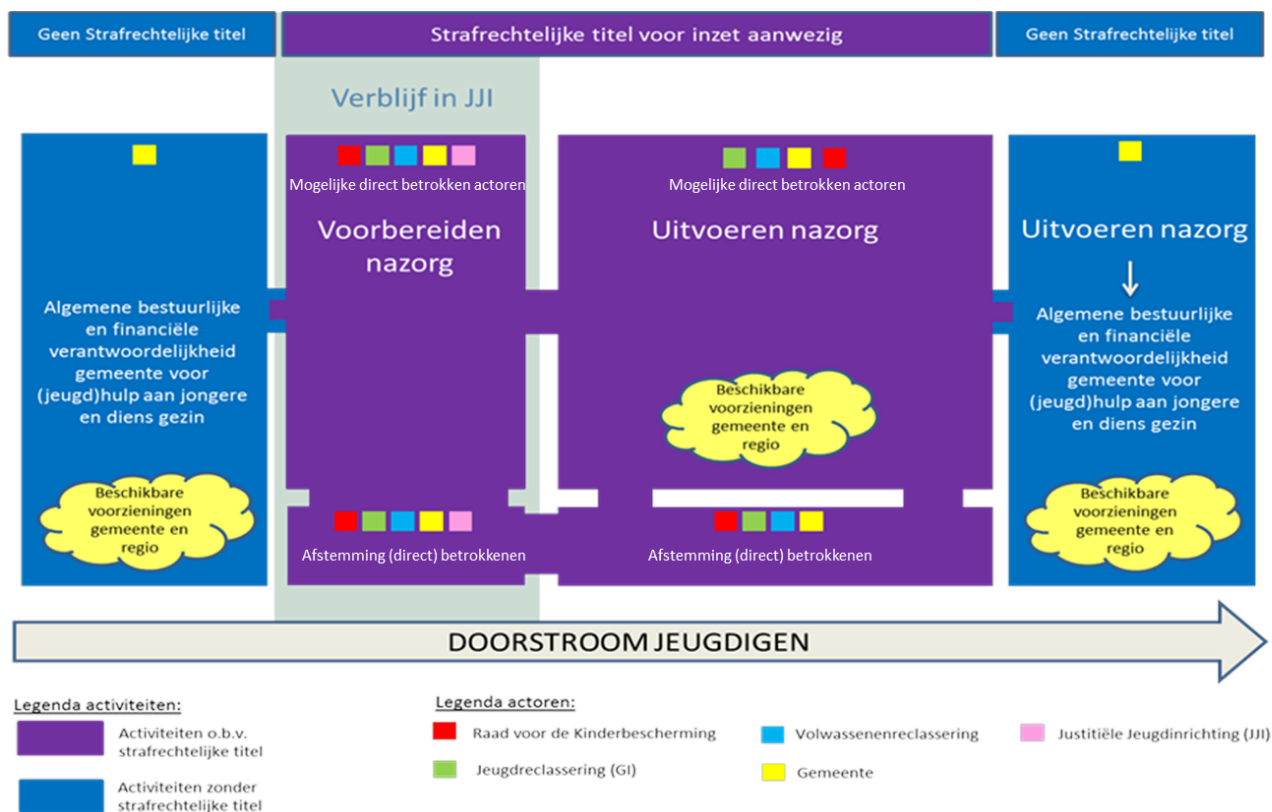 Geen Strafrechtelijke titel
Strafrechtelijke titel voor inzet aanwezig
Geen Strafrechtelijke titel
Verblijf in JJI
Algemene bestuurlijke
en financiële
verantwoordelijkheid
gemeente voor
(jeugd)hulp aan jongere
en diens gezin
Beschikbare
voorzieningen
gemeente en
regio
Mogelijke direct betrokken actoren
Voorbereiden
nazorg
Afstemming (direct) betrokkenen
Mogelijke direct betrokken actoren
Uitvoeren nazorg
Beschikbare
voorzieningen
gemeente en
regio
Afstemming (direct) betrokkenen
Uitvoeren nazorg
Algemene bestuurlijke
en financiële
verantwoordelijkheid
gemeente voor
(jeugd)hulp aan jongere
en diens gezin
Beschikbare
voorzieningen
gemeente en
regio
DOORSTROOM JEUGDIGEN
Legenda activiteiten:
Activiteiten o.b.v.
strafrechtelijke titel
Activiteiten zonder
strafrechtelijke titel
Legenda actoren:
Raad voor de Kinderbescherming
Volwassenenreclassering
Justitiële Jeugdinrichting (JJI)
Jeugdreclassering (GI)
Gemeente